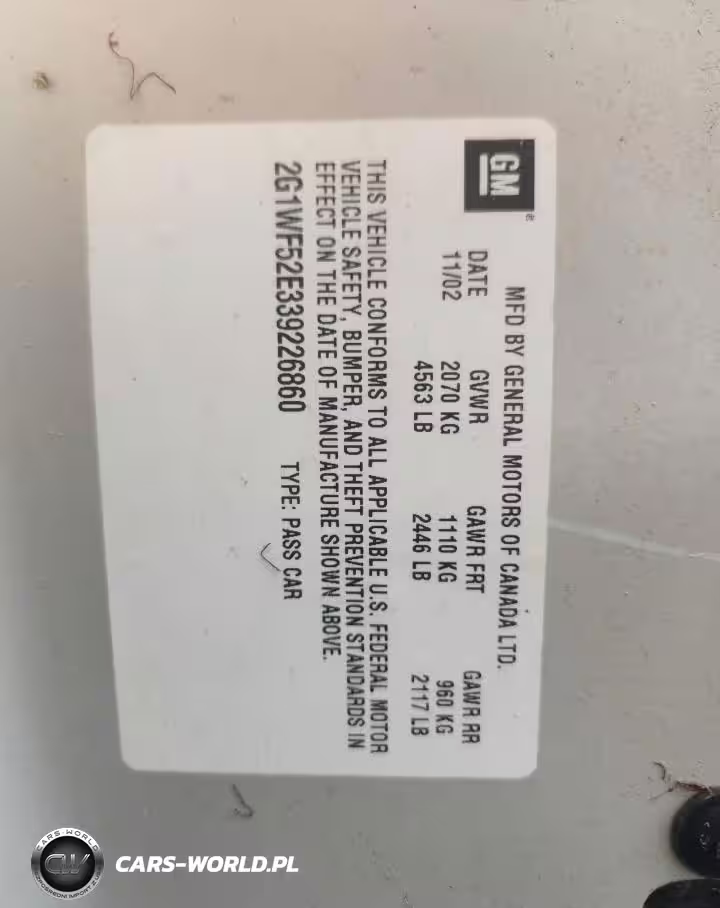 GM
MFD BY GENERAL MOTORS OF CANADA LTD.
DATE GVWR GAWR FRT GAWR RR
11/02 2070 KG 1110 KG 960 KG
4563 LB 2446 LB 2117 LB
THIS VEHICLE CONFORMS TO ALL APPLICABLE U.S. FEDERAL MOTOR
VEHICLE SAFETY, BUMPER, AND THEFT PREVENTION STANDARDS IN
EFFECT ON THE DATE OF MANUFACTURE SHOWN ABOVE.
2G1WF52E339226860 TYPE: PASS CAR
CARS-WORLD
CW
CARS-WORLD.PL